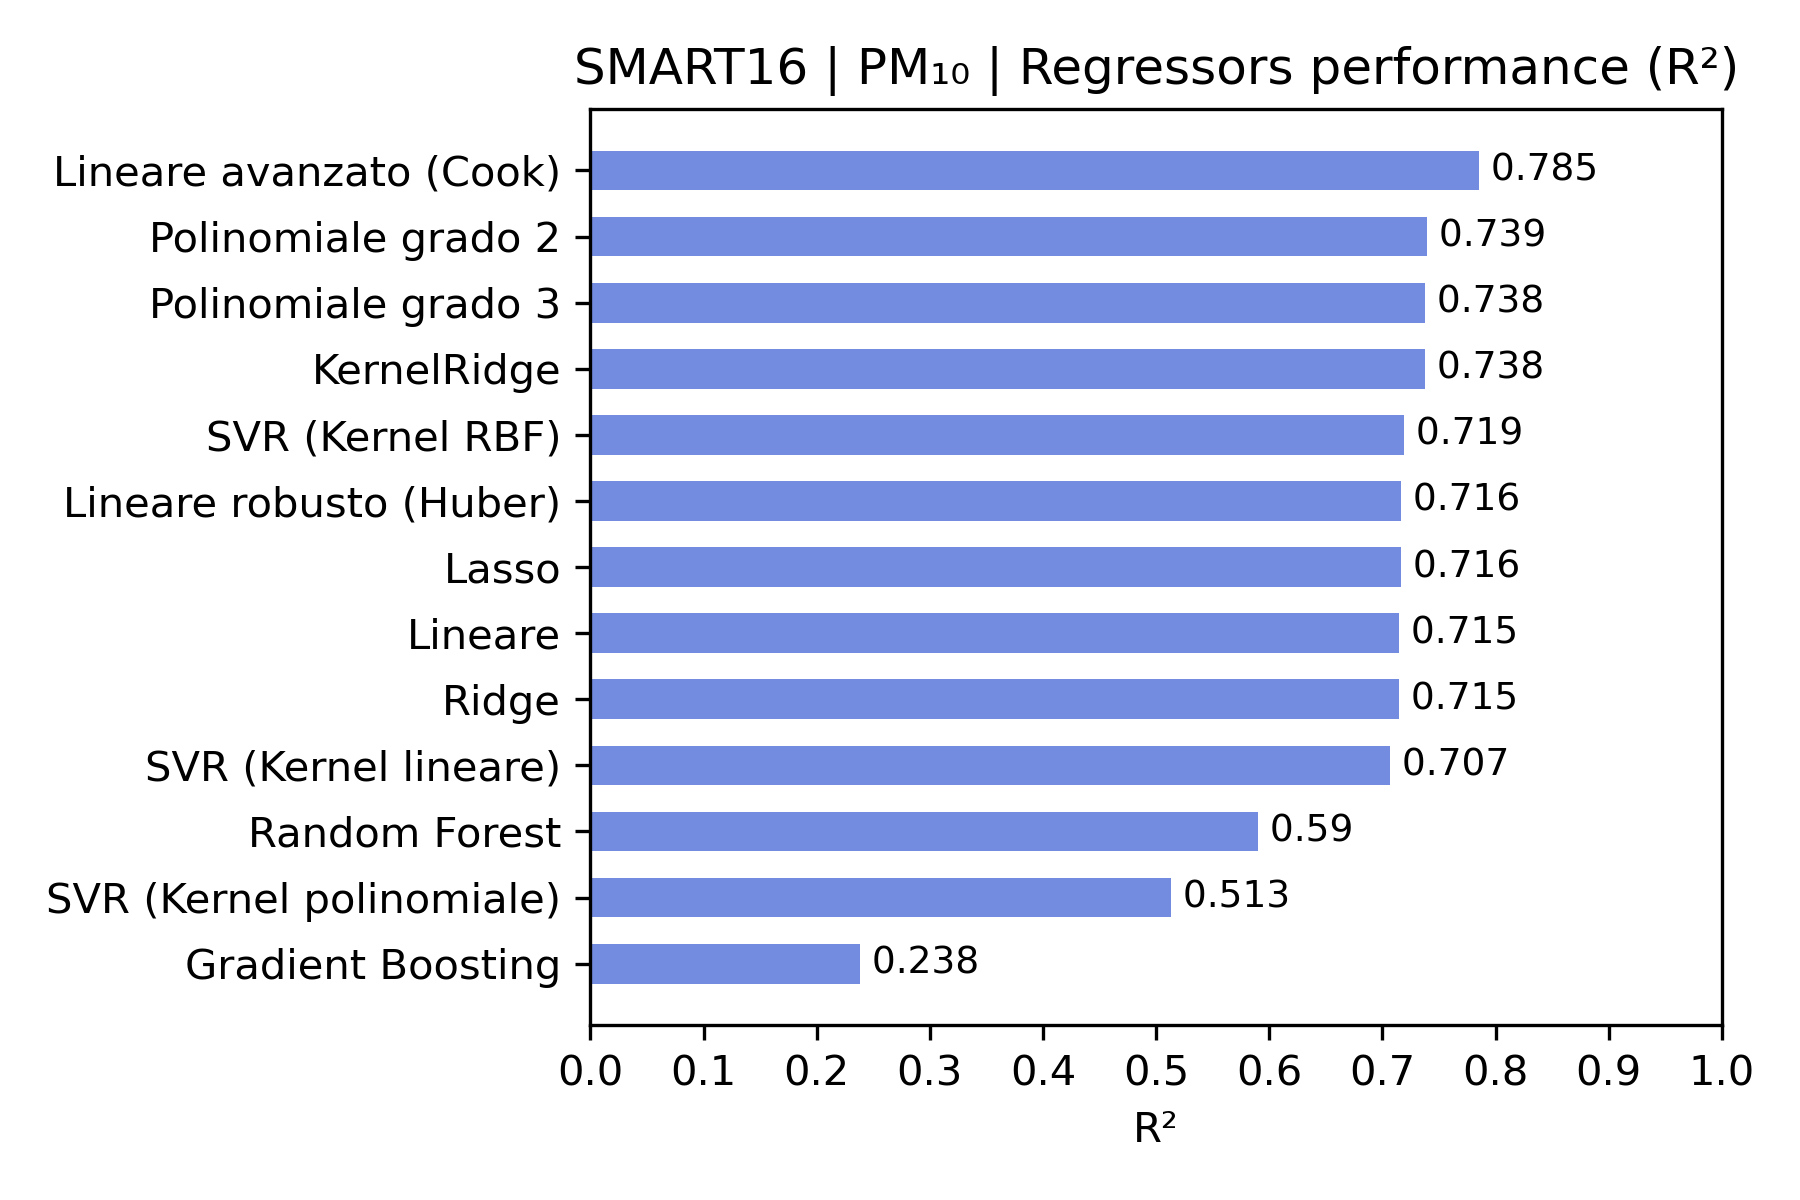 SMART16 | PM₁₀ | Regressors performance (R²)
Lineare avanzato (Cook) 0.785
Polinomiale grado 2 0.739
Polinomiale grado 3 0.738
KernelRidge 0.738
SVR (Kernel RBF) 0.719
Lineare robusto (Huber) 0.716
Lasso 0.716
Lineare 0.715
Ridge 0.715
SVR (Kernel lineare) 0.707
Random Forest 0.59
SVR (Kernel polinomiale) 0.513
Gradient Boosting 0.238
0.0 0.1 0.2 0.3 0.4 0.5 0.6 0.7 0.8 0.9 1.0
R²